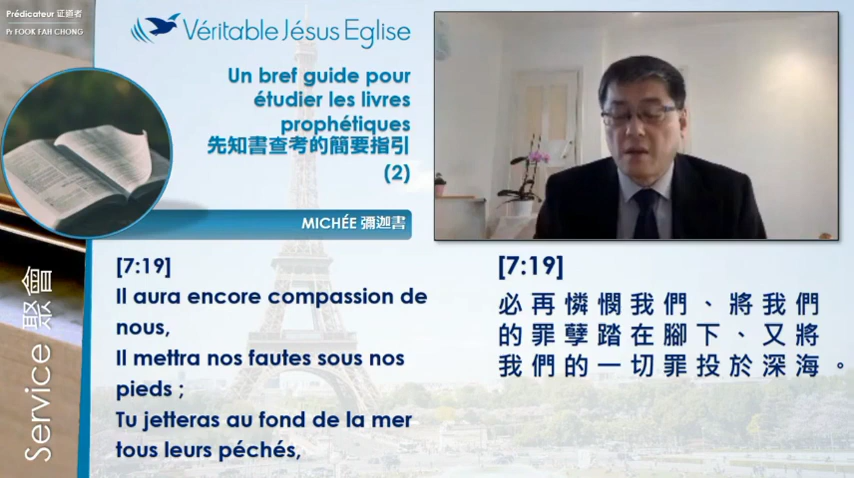 Prédicateur 証道者
Pr FOOK FAH CHONG
Véritable Jésus Eglise
Un bref guide pour
étudier les livres
prophétiques
先知書查考的簡要指引
(2)
MICHÉE 彌迦書
Service 聚會
[7:19]
Il aura encore compassion de
nous,
Il mettra nos fautes sous nos
pieds ;
Tu jetteras au fond de la mer
tous leurs péchés,
[7:19]
必再憐憫我們、將我們
的罪孽踏在腳下、又將
我們的一切罪投於深海。